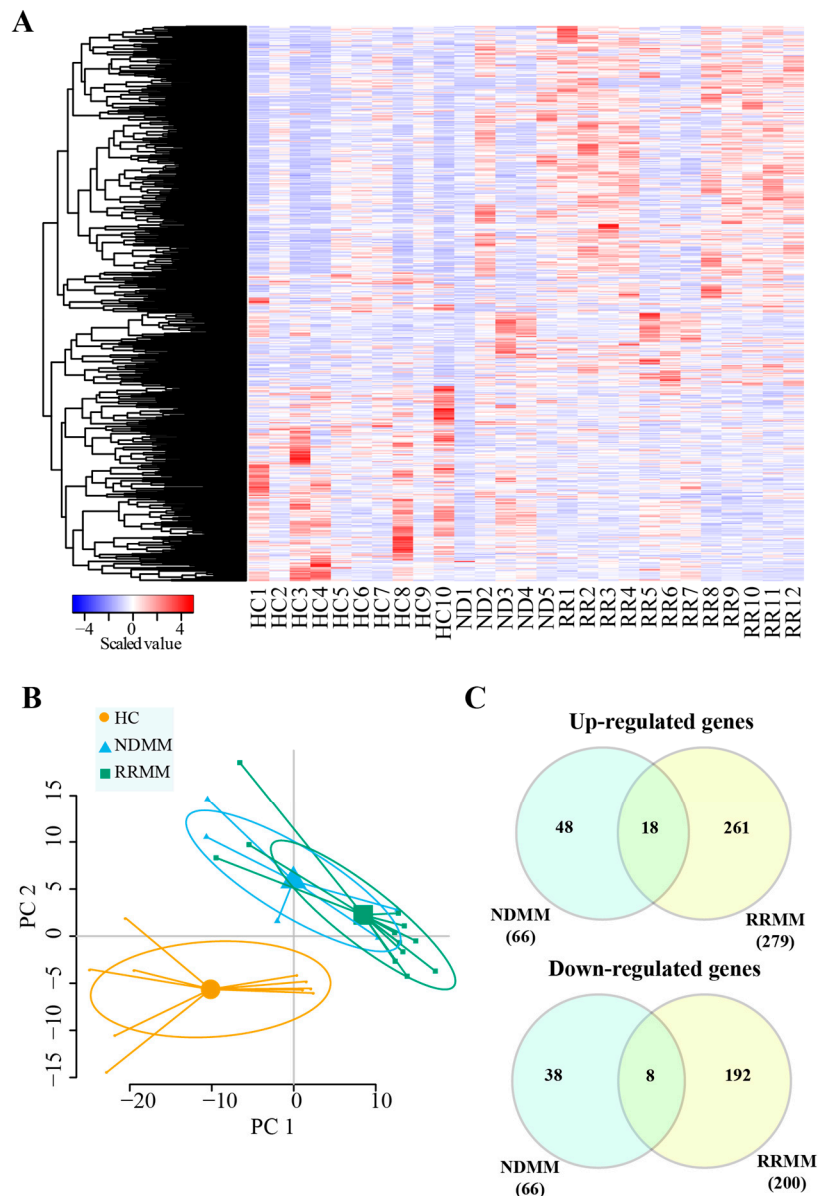 A
−4 0 4
Scaled value
HC1 HC2 HC3 HC4 HC5 HC6 HC7 HC8 HC9 HC10 ND1 ND2 ND3 ND4 ND5 RR1 RR2 RR3 RR4 RR5 RR6 RR7 RR8 RR9 RR10 RR11 RR12
B
HC
NDMM
RRMM
15
10
5
0
−5
−10
−15
PC 2
−20 −10 0 10
PC 1
C
Up-regulated genes
48 18 261
NDMM
(66)
RRMM
(279)
Down-regulated genes
38 8 192
NDMM
(66)
RRMM
(200)